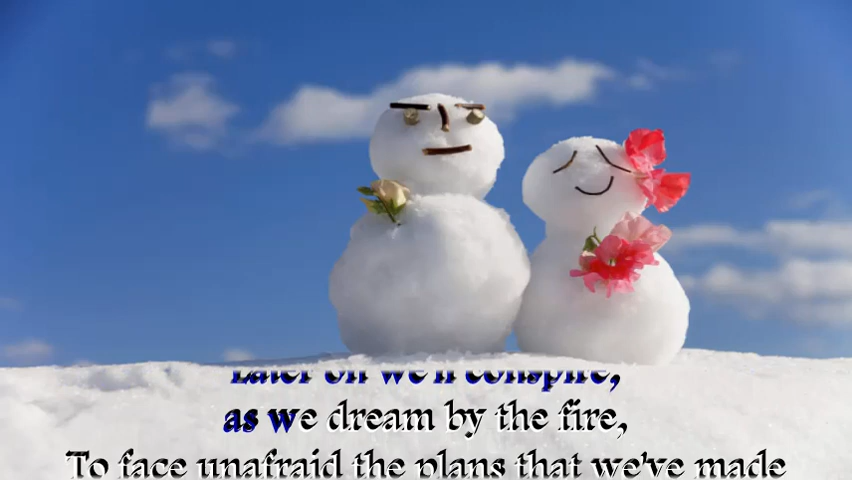 Later on we'll conspire,
as we dream by the fire,
To face unafraid the plans that we've made